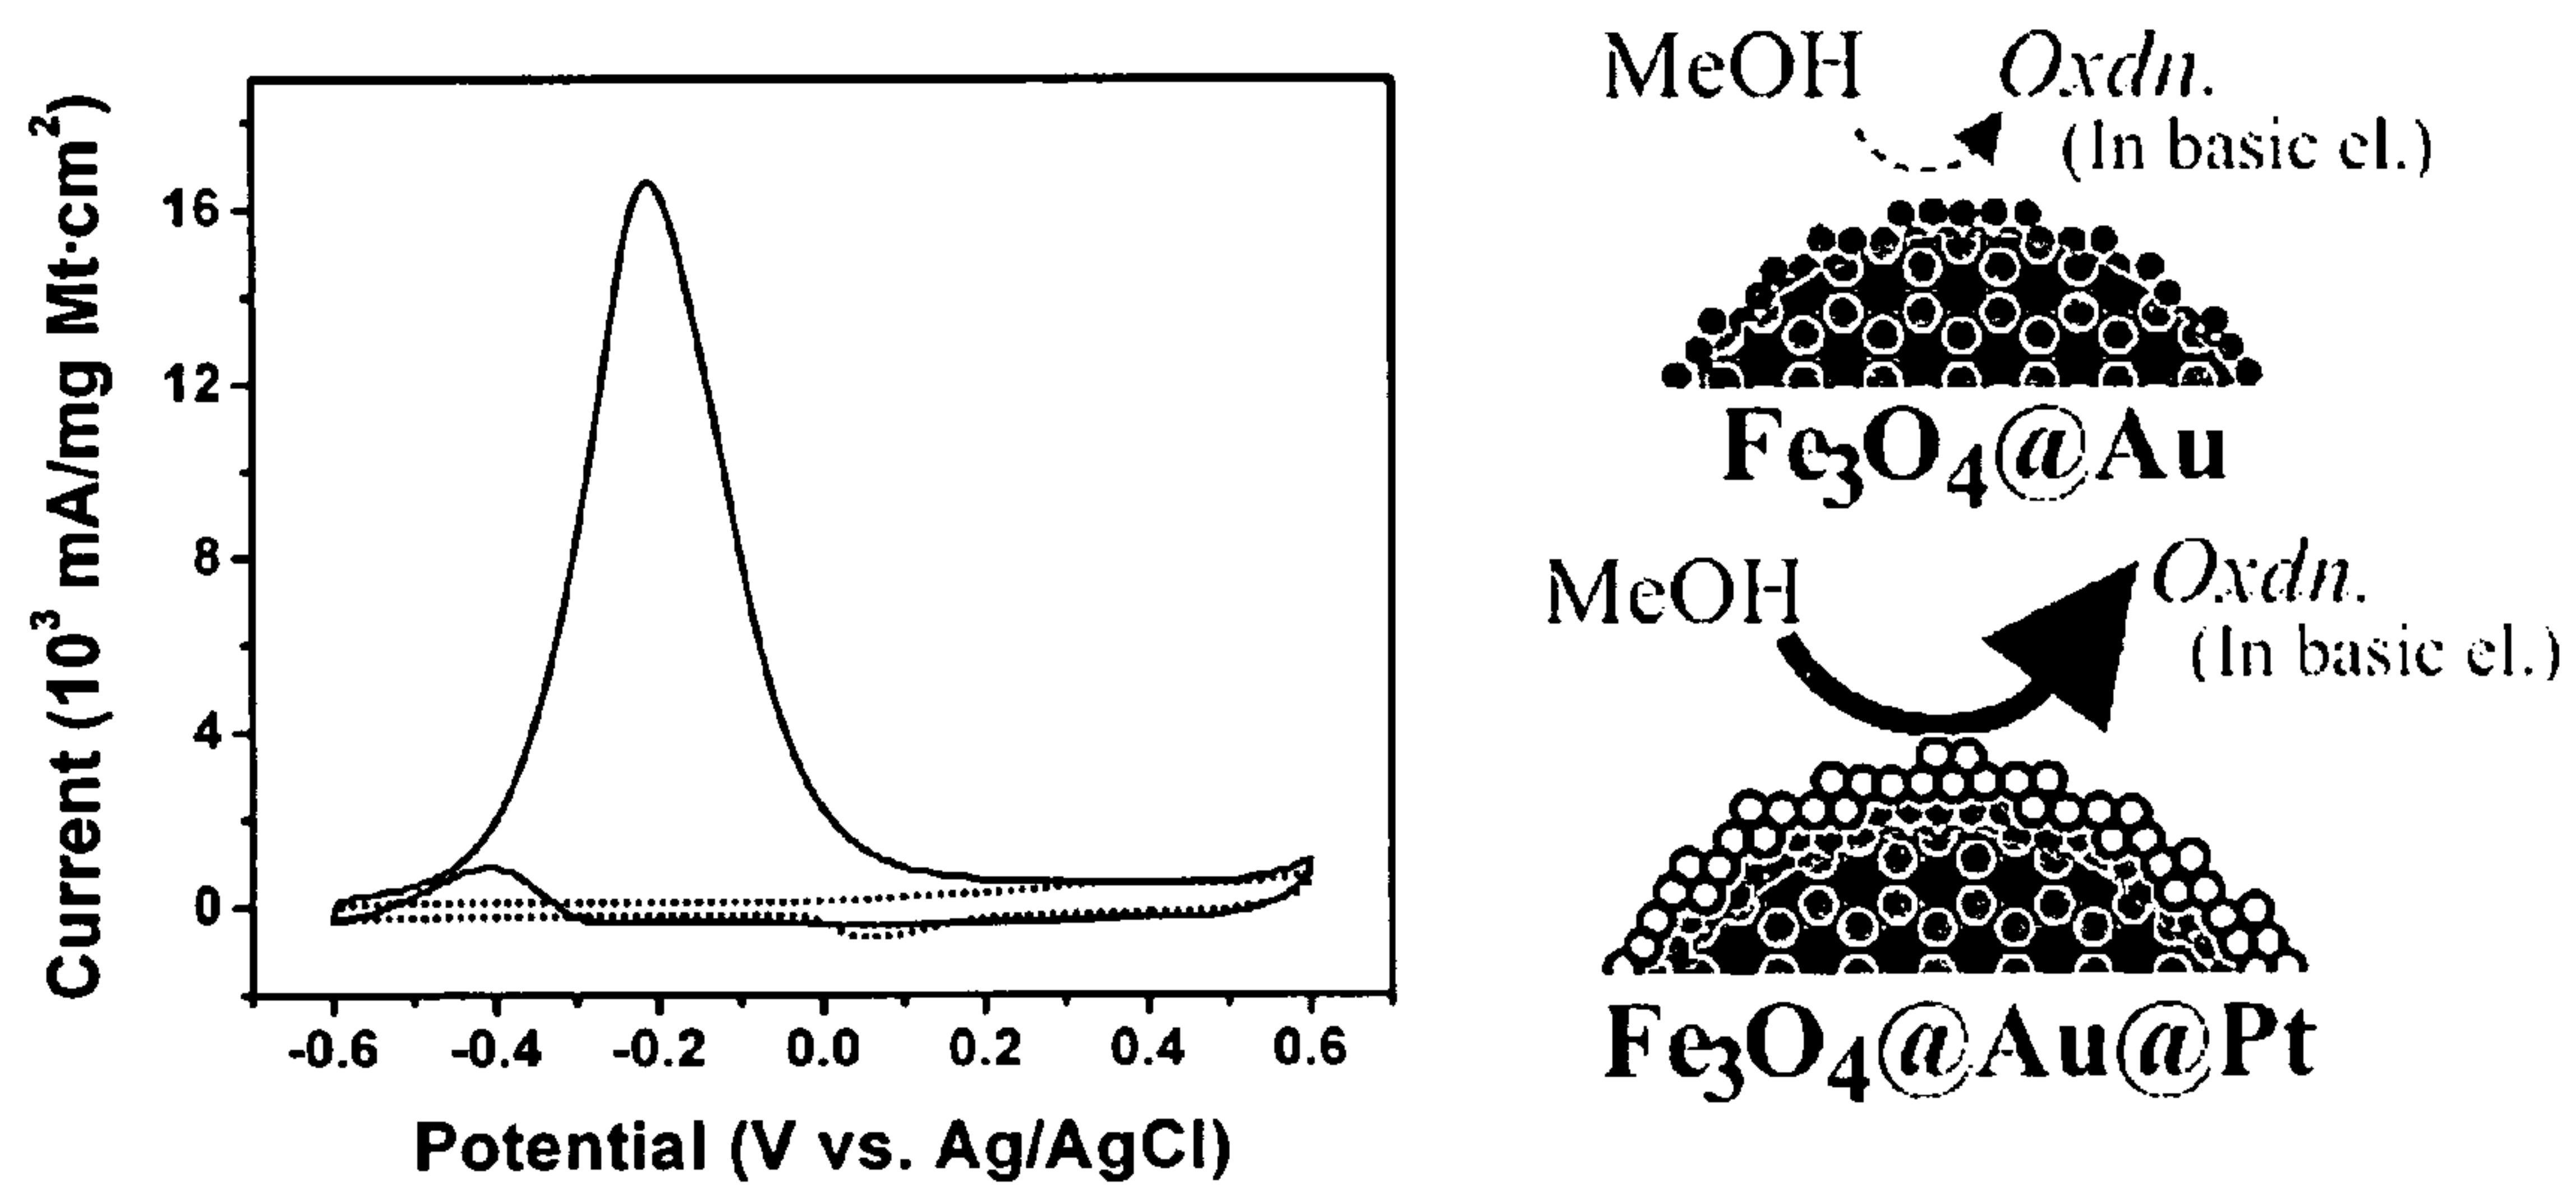 Current (10³ mA/mg Mt·cm²)
16
12
8
4
0
-0.6 -0.4 -0.2 0.0 0.2 0.4 0.6
Potential (V vs. Ag/AgCl)
MeOH Oxdn.
(In basic el.)
Fe₃O₄@Au
MeOH Oxdn.
(In basic el.)
Fe₃O₄@Au@Pt